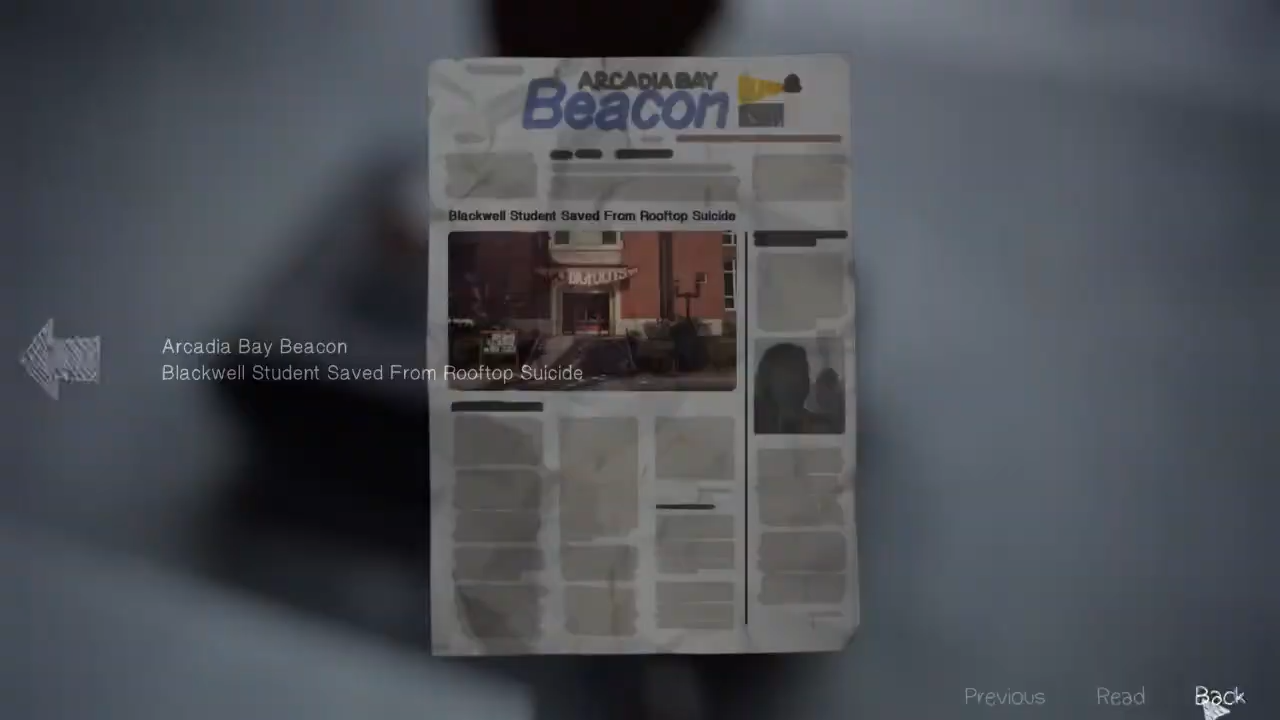 ARCADIA BAY
Beacon
Blackwell Student Saved From Rooftop Suicide
Arcadia Bay Beacon
Blackwell Student Saved From Rooftop Suicide
Previous
Read
Back